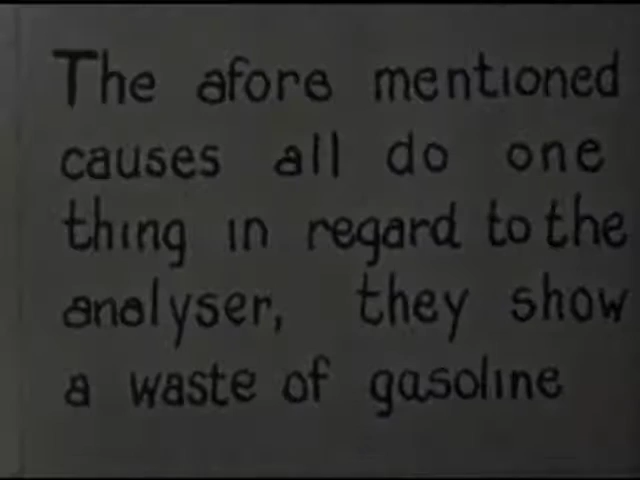 The afore mentioned
causes all do one
thing in regard to the
analyser, they show
a waste of gasoline